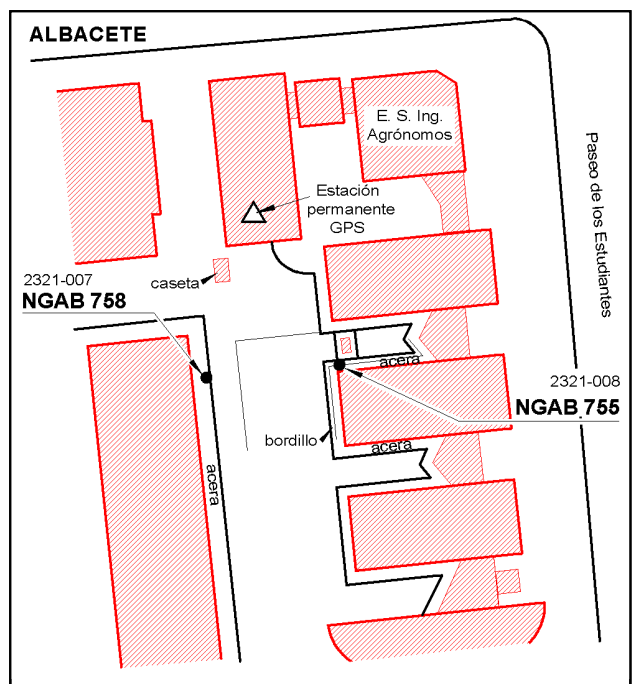 ALBACETE
E. S. Ing.
Agrónomos
Paseo de los Estudiantes
Estación
permanente
GPS
caseta
2321-007
NGAB 758
acera
2321-008
NGAB 755
bordillo
acera
acera